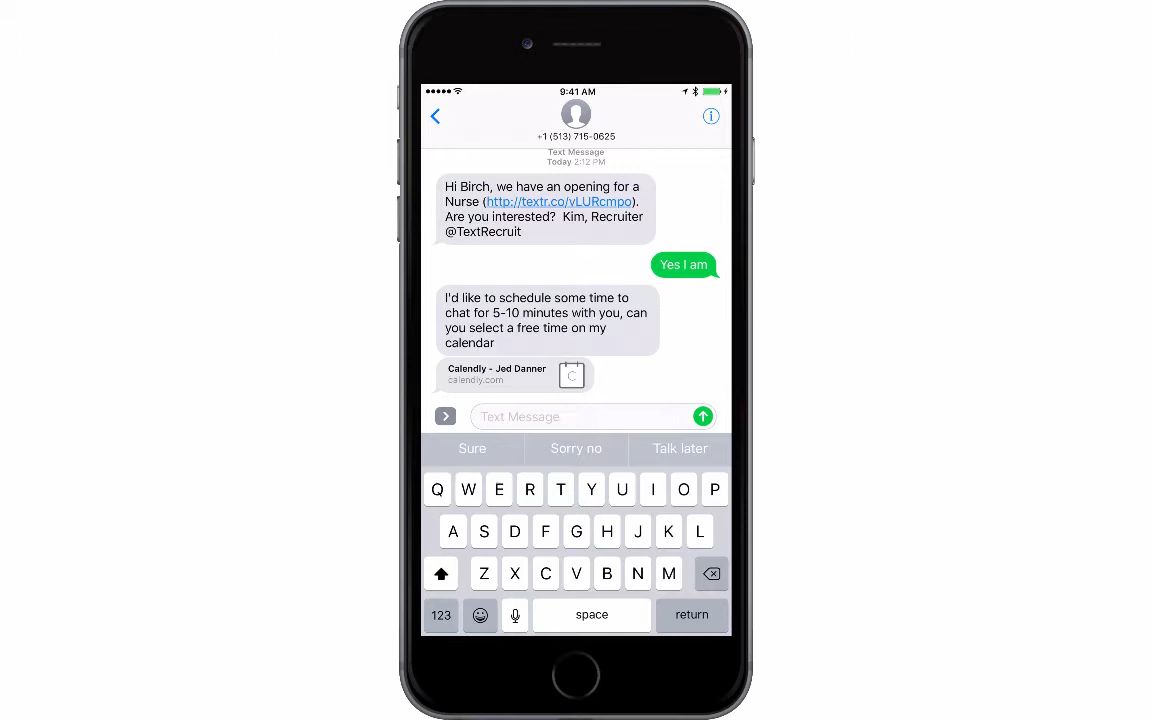 9:41 AM
+1 (513) 715-0625
Text Message
Today 2:12 PM
Hi Birch, we have an opening for a
Nurse (http://textr.co/vLURcmpo).
Are you interested?  Kim, Recruiter
@TextRecruit
Yes I am
I'd like to schedule some time to
chat for 5-10 minutes with you, can
you select a free time on my
calendar
Calendly - Jed Danner
calendly.com
C
Text Message
Sure Sorry no Talk later
Q W E R T Y U I O P
A S D F G H J K L
Z X C V B N M
123 space return